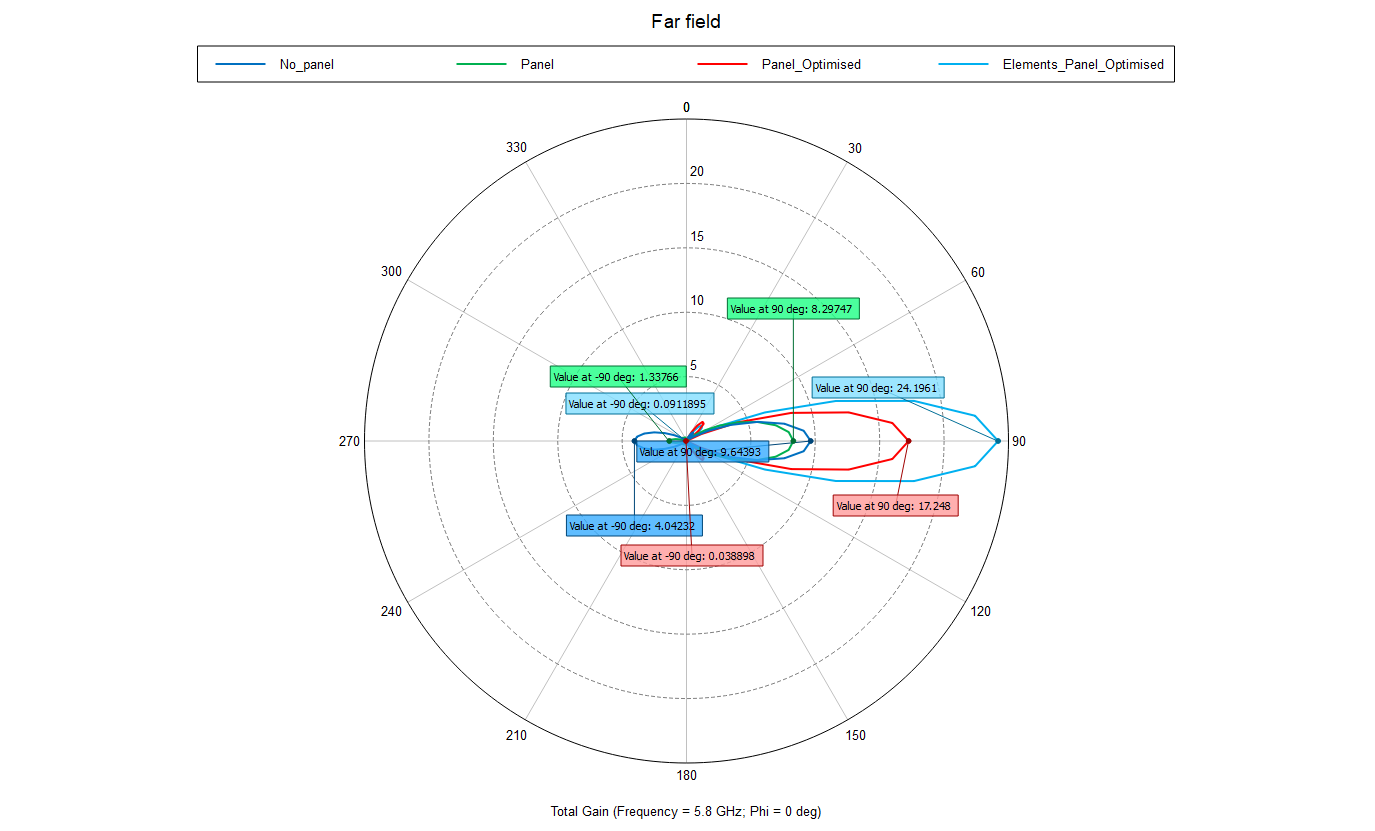 Far field
No_panel Panel Panel_Optimised Elements_Panel_Optimised
0
330 30
20
15
300 60
10
Value at 90 deg: 8.29747
5
Value at -90 deg: 1.33766
Value at 90 deg: 24.1961
Value at -90 deg: 0.0911895
270 90
Value at 90 deg: 9.64393
Value at 90 deg: 17.248
Value at -90 deg: 4.04232
Value at -90 deg: 0.038898
240 120
210 150
180
Total Gain (Frequency = 5.8 GHz; Phi = 0 deg)